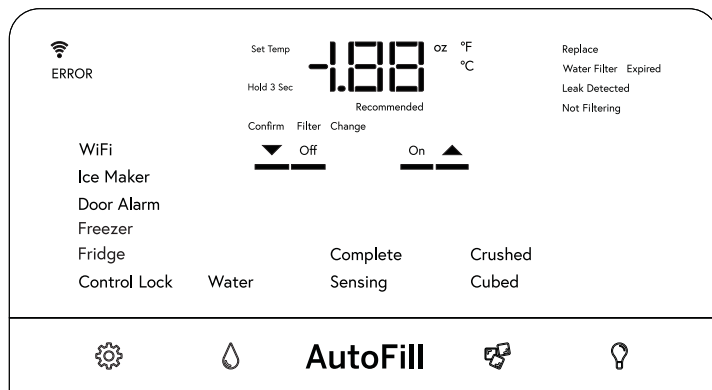 Set Temp
-1.88 oz °F
°C
Replace
ERROR
Water Filter Expired
Hold 3 Sec
Leak Detected
Recommended
Not Filtering
Confirm Filter Change
WiFi
Off
On
Ice Maker
Door Alarm
Freezer
Fridge
Complete
Crushed
Control Lock
Water
Sensing
Cubed
AutoFill